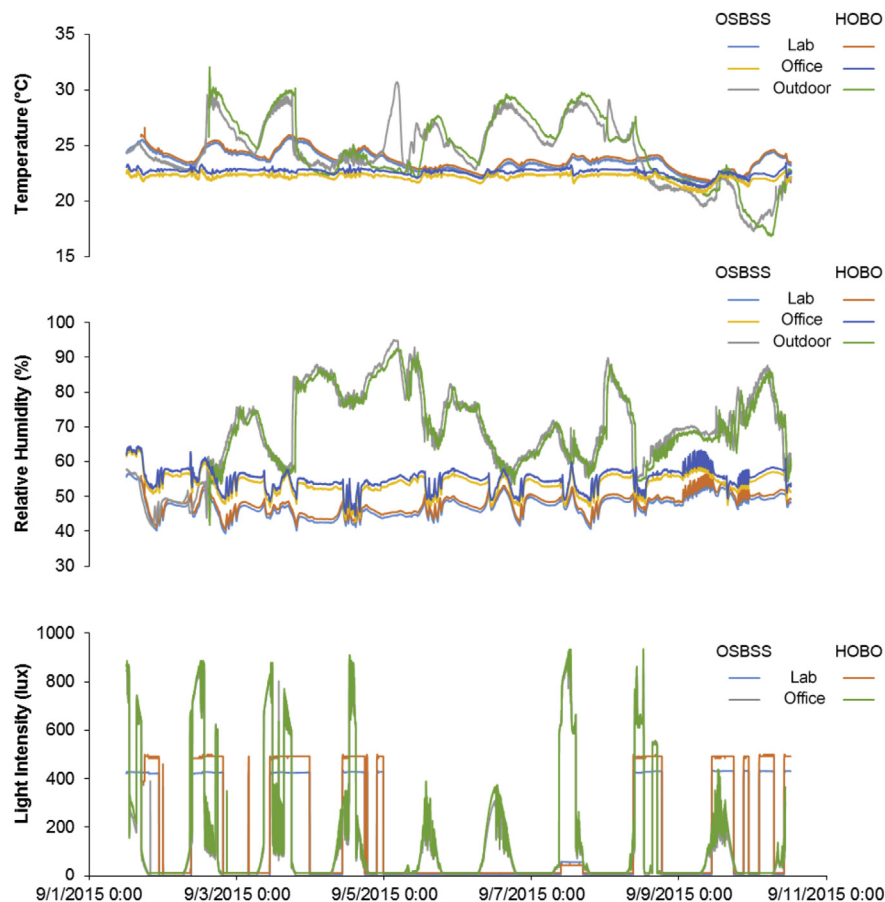 OSBSS HOBO
Lab
Office
Outdoor
35
30
25
20
15
Temperature (°C)
OSBSS HOBO
Lab
Office
Outdoor
100
90
80
70
60
50
40
30
Relative Humidity (%)
1000
800
600
400
200
0
Light Intensity (lux)
OSBSS HOBO
Lab
Office
9/1/2015 0:00 9/3/2015 0:00 9/5/2015 0:00 9/7/2015 0:00 9/9/2015 0:00 9/11/2015 0:00